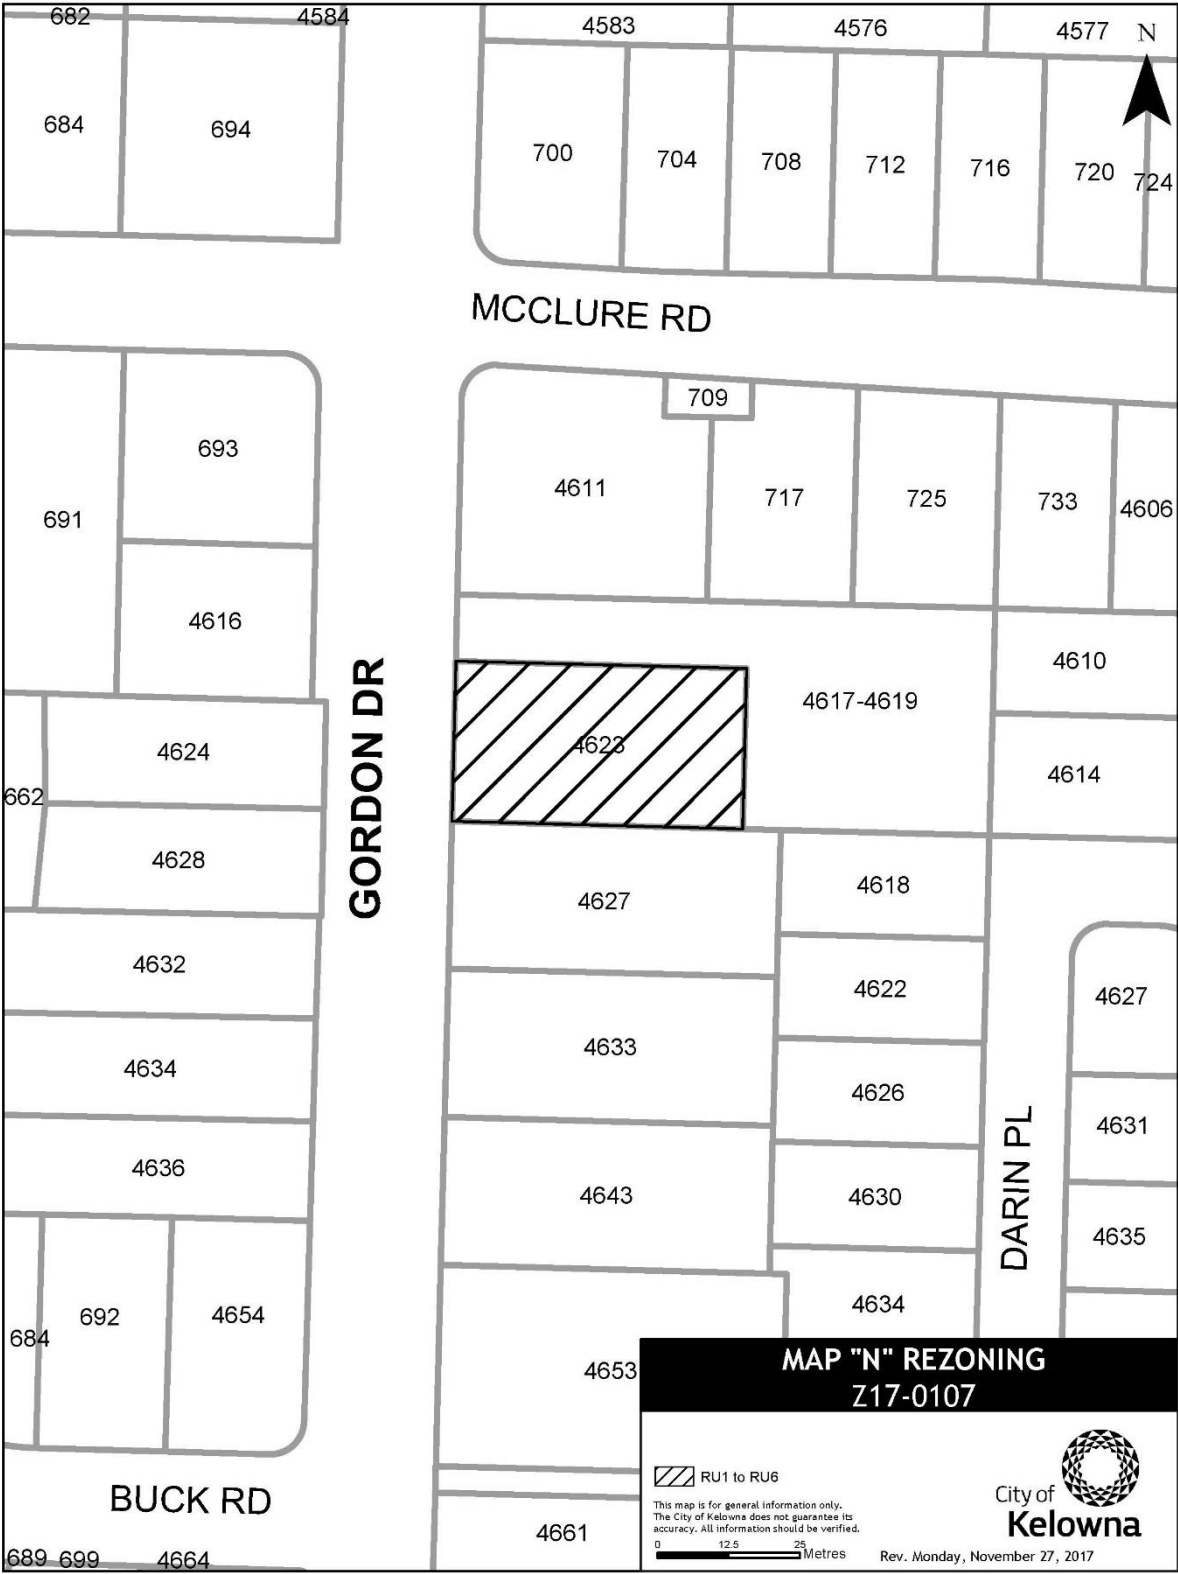 682
4584
4583
4576
4577
N
684
694
700
704
708
712
716
720
724
MCCLURE RD
709
693
4611
717
725
733
4606
691
4616
GORDON DR
4610
4617-4619
4623
4624
4614
662
4628
4627
4618
4632
4622
4627
4633
4634
4626
4631
4636
4643
4630
DARIN PL
4635
692
4654
4634
684
4653
MAP "N" REZONING
Z17-0107
RU1 to RU6
This map is for general information only.
The City of Kelowna does not guarantee its
accuracy. All information should be verified.
0 12.5 25
Metres
City of
Kelowna
Rev. Monday, November 27, 2017
BUCK RD
4661
689 699 4664